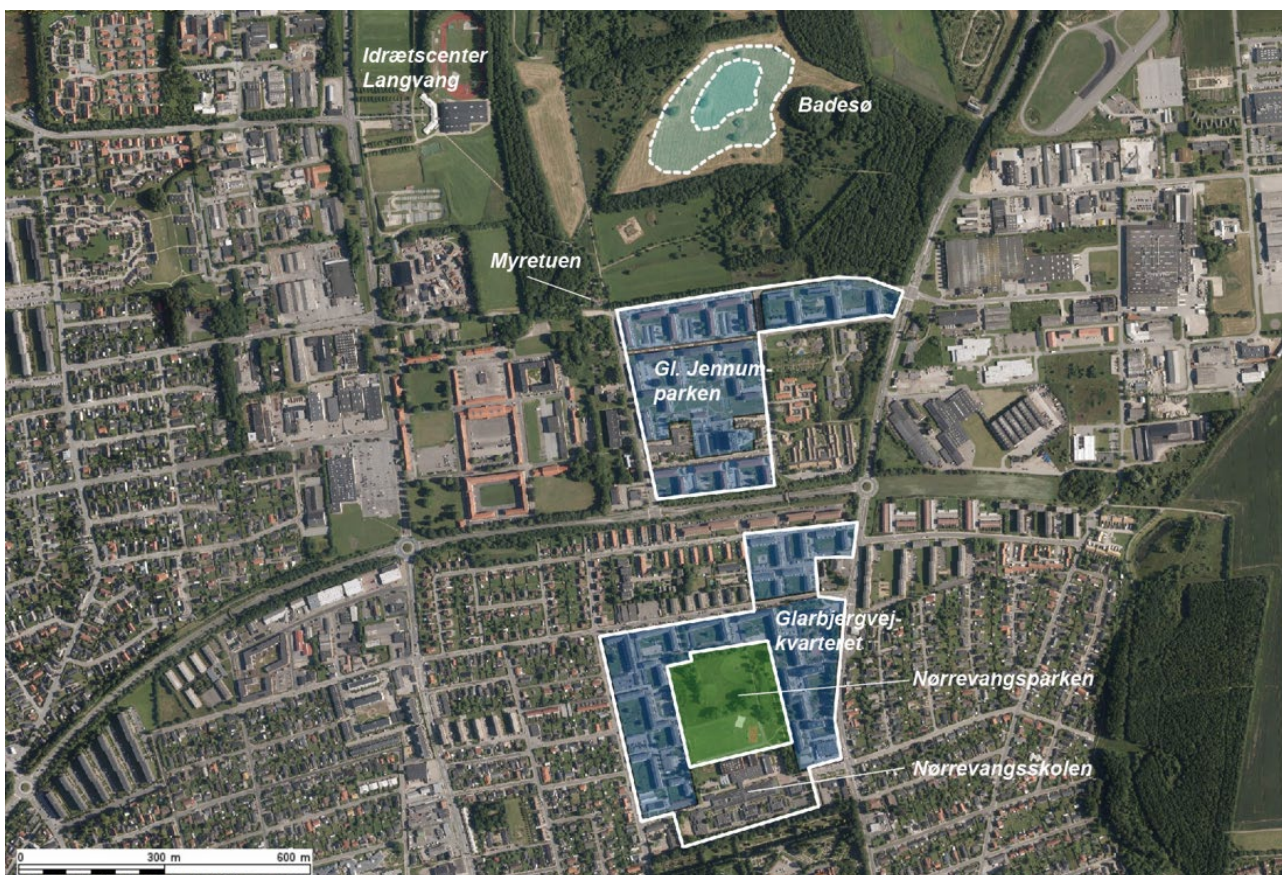 Idrætscenter
Langvang
Badesø
Myretuen
Gl. Jennum-
parken
Glarbjergvej-
kvarteret
Nørrevangsparken
Nørrevangsskolen
0 300 m 600 m